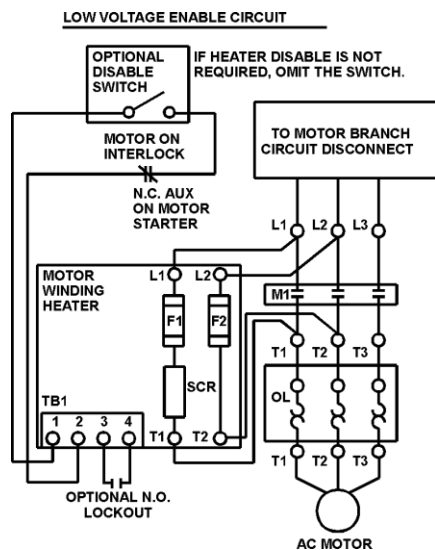 LOW VOLTAGE ENABLE CIRCUIT
OPTIONAL
DISABLE
SWITCH
IF HEATER DISABLE IS NOT
REQUIRED, OMIT THE SWITCH.
MOTOR ON
INTERLOCK
N.C. AUX
ON MOTOR
STARTER
TO MOTOR BRANCH
CIRCUIT DISCONNECT
L1 L2 L3
MOTOR
WINDING
HEATER
L1 L2
M1
F1 F2
T1 T2 T3
SCR
OL
TB1
1 2 3 4
T1 T2
T1 T2 T3
OPTIONAL N.O.
LOCKOUT
AC MOTOR